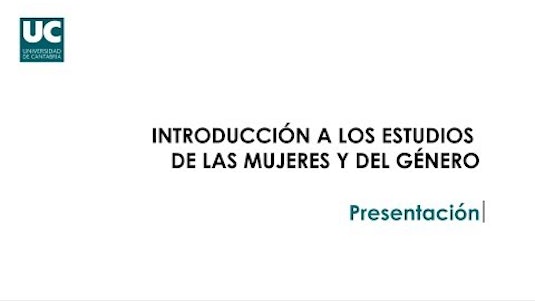 UC
UNIVERSIDAD
DE CANTABRIA
INTRODUCCIÓN A LOS ESTUDIOS
DE LAS MUJERES Y DEL GÉNERO
Presentación